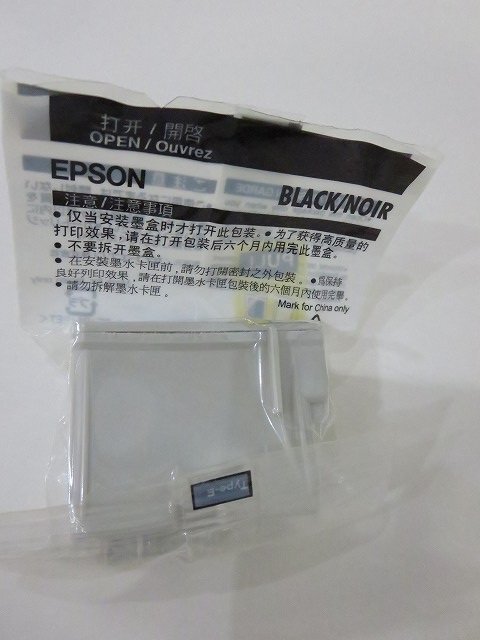 打开 / 開啓
OPEN / Ouvrez
EPSON
BLACK/NOIR
注意/注意事項
• 仅当安装墨盒时才打开此包装。• 为了获得高质量的
打印效果，请在打开包装后六个月内用完此墨盒。
• 不要拆开墨盒。
• 在安裝墨水卡匣前，請勿打開密封之外包裝。• 爲保持
良好列印效果，請在打開墨水卡匣包裝後的六個月內使用完畢。
• 請勿拆解墨水卡匣。
Mark for China only
Type-E